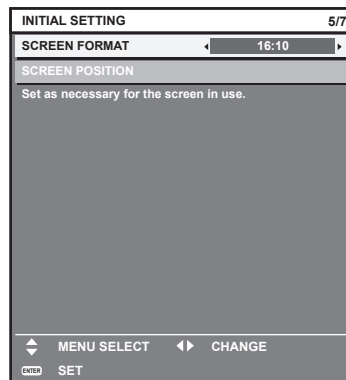 INITIAL SETTING 5/7
SCREEN FORMAT 16:10
SCREEN POSITION
Set as necessary for the screen in use.
MENU SELECT CHANGE
ENTER SET